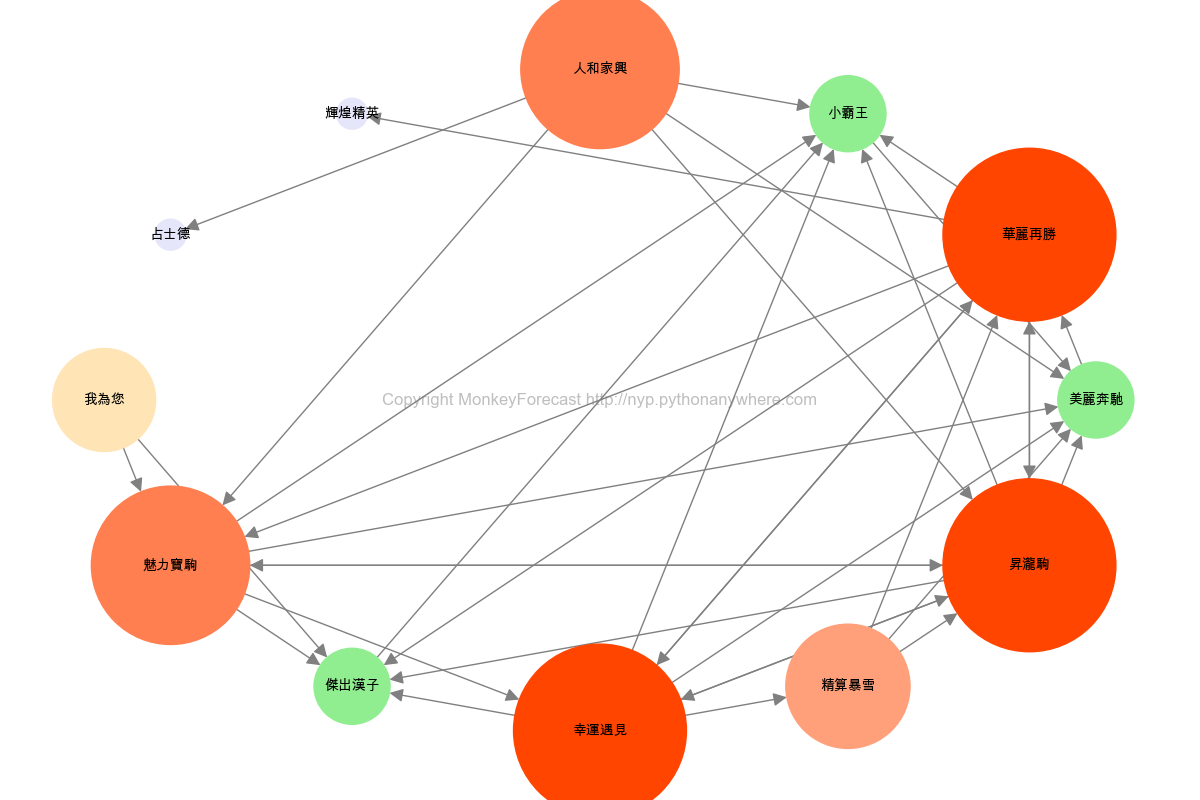 人和家興
小霸王
輝煌精英
占士德
華麗再勝
我為您
Copyright MonkeyForecast http://nyp.pythonanywhere.com
美麗奔馳
魅力寶駒
昇瀧駒
傑出漢子
精算暴雪
幸運遇見